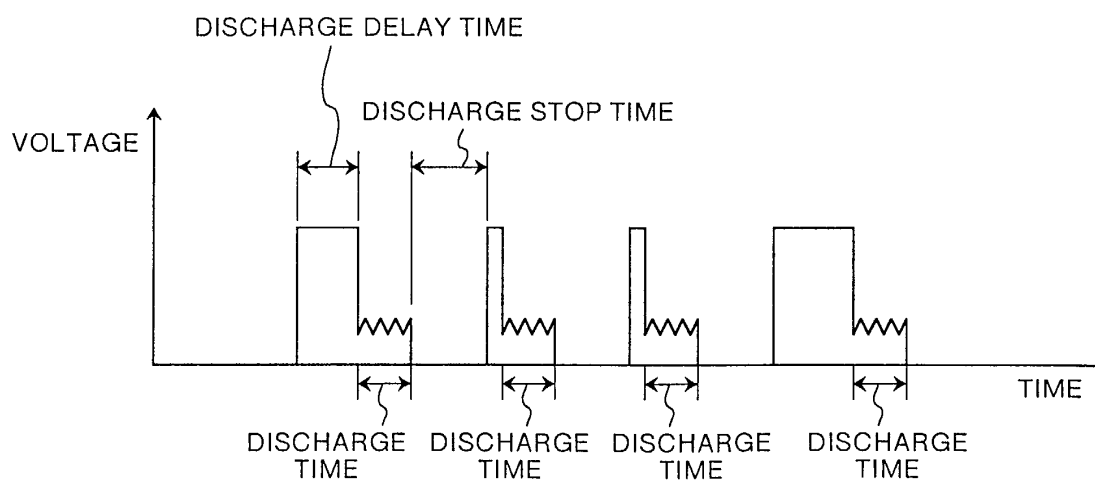 DISCHARGE DELAY TIME
DISCHARGE STOP TIME
VOLTAGE
TIME
DISCHARGE
TIME
DISCHARGE
TIME
DISCHARGE
TIME
DISCHARGE
TIME